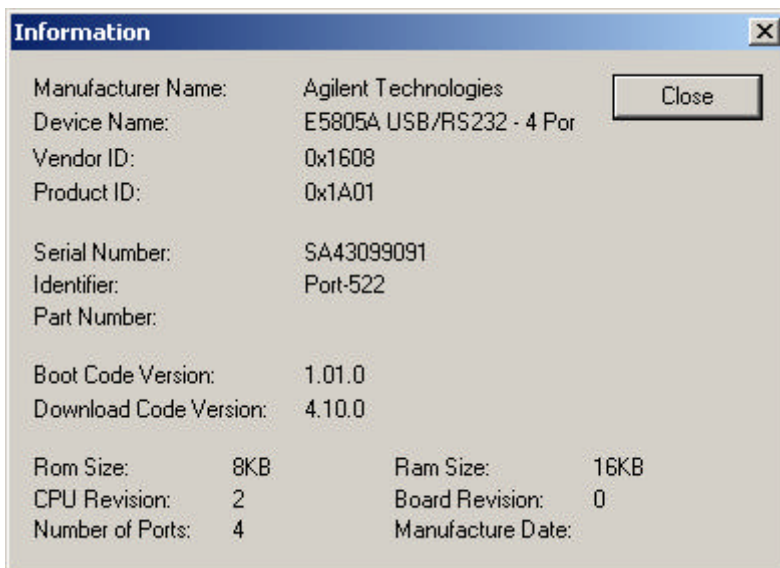 Information
Manufacturer Name: Agilent Technologies Close
Device Name: E5805A USB/RS232 - 4 Por
Vendor ID: 0x1608
Product ID: 0x1A01
Serial Number: SA43099091
Identifier: Port-522
Part Number:
Boot Code Version: 1.01.0
Download Code Version: 4.10.0
Rom Size: 8KB Ram Size: 16KB
CPU Revision: 2 Board Revision: 0
Number of Ports: 4 Manufacture Date: